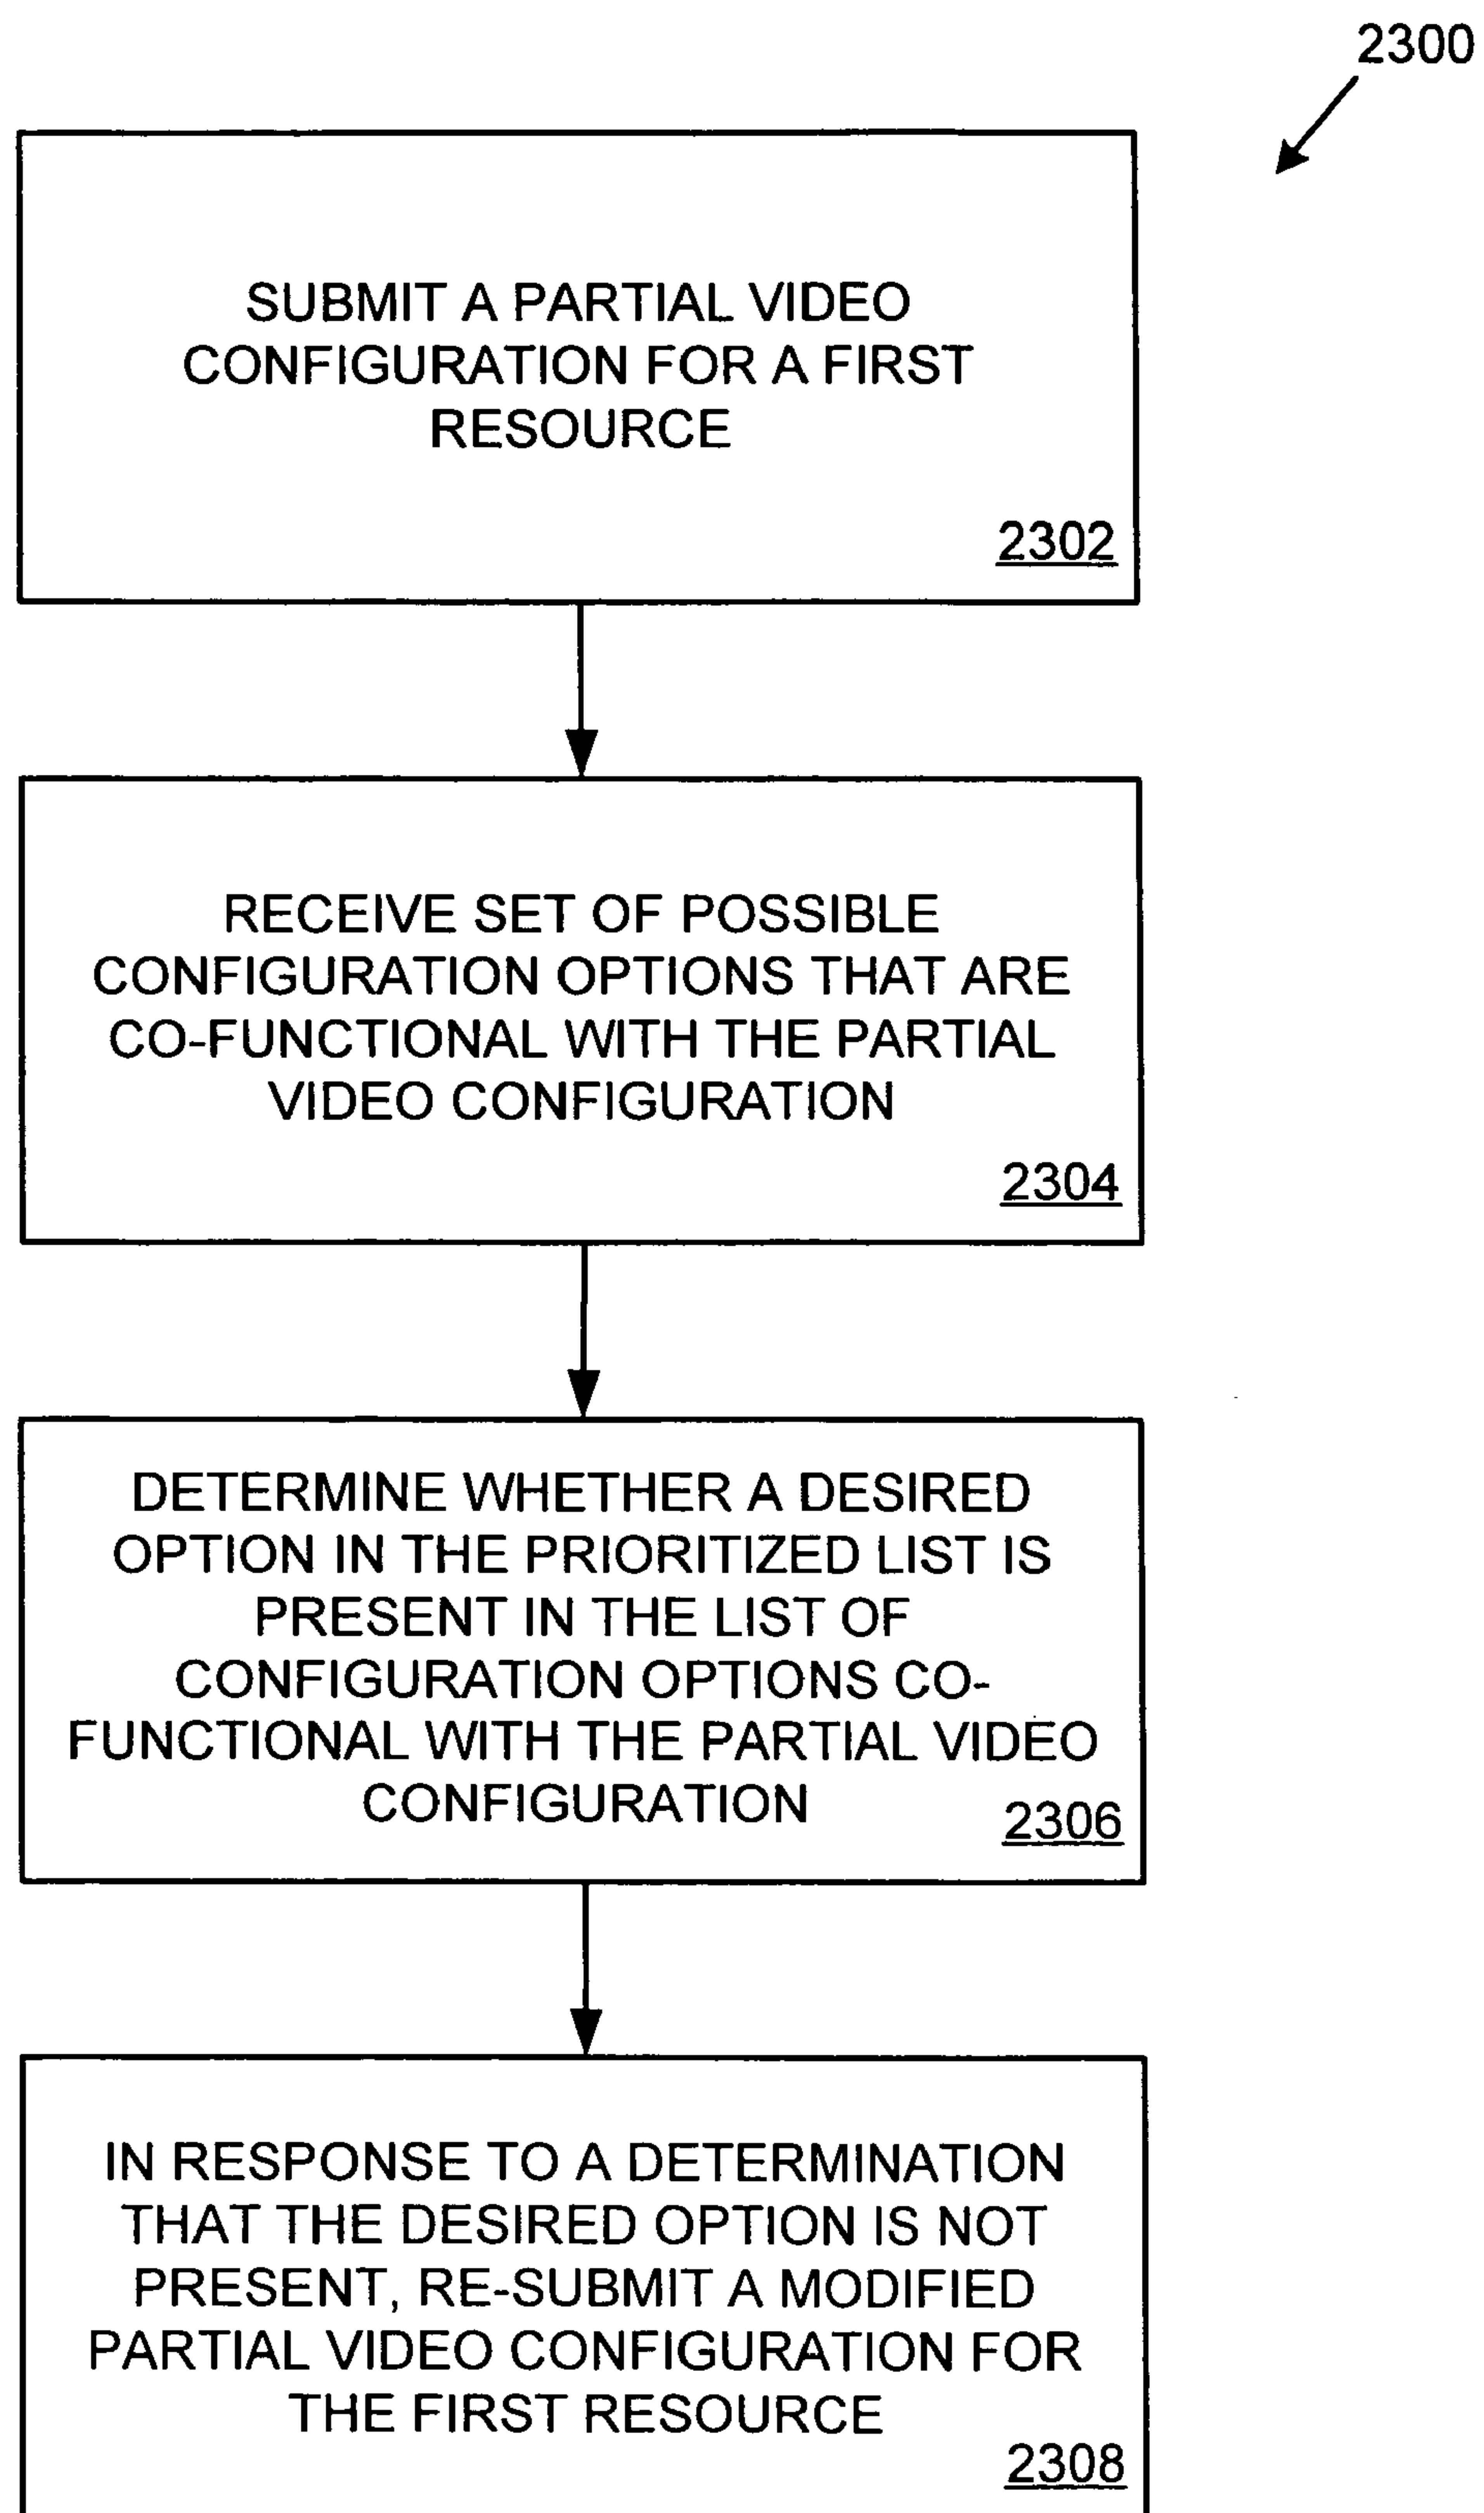 2300
SUBMIT A PARTIAL VIDEO
CONFIGURATION FOR A FIRST
RESOURCE
2302
RECEIVE SET OF POSSIBLE
CONFIGURATION OPTIONS THAT ARE
CO-FUNCTIONAL WITH THE PARTIAL
VIDEO CONFIGURATION
2304
DETERMINE WHETHER A DESIRED
OPTION IN THE PRIORITIZED LIST IS
PRESENT IN THE LIST OF
CONFIGURATION OPTIONS CO-
FUNCTIONAL WITH THE PARTIAL VIDEO
CONFIGURATION
2306
IN RESPONSE TO A DETERMINATION
THAT THE DESIRED OPTION IS NOT
PRESENT, RE-SUBMIT A MODIFIED
PARTIAL VIDEO CONFIGURATION FOR
THE FIRST RESOURCE
2308